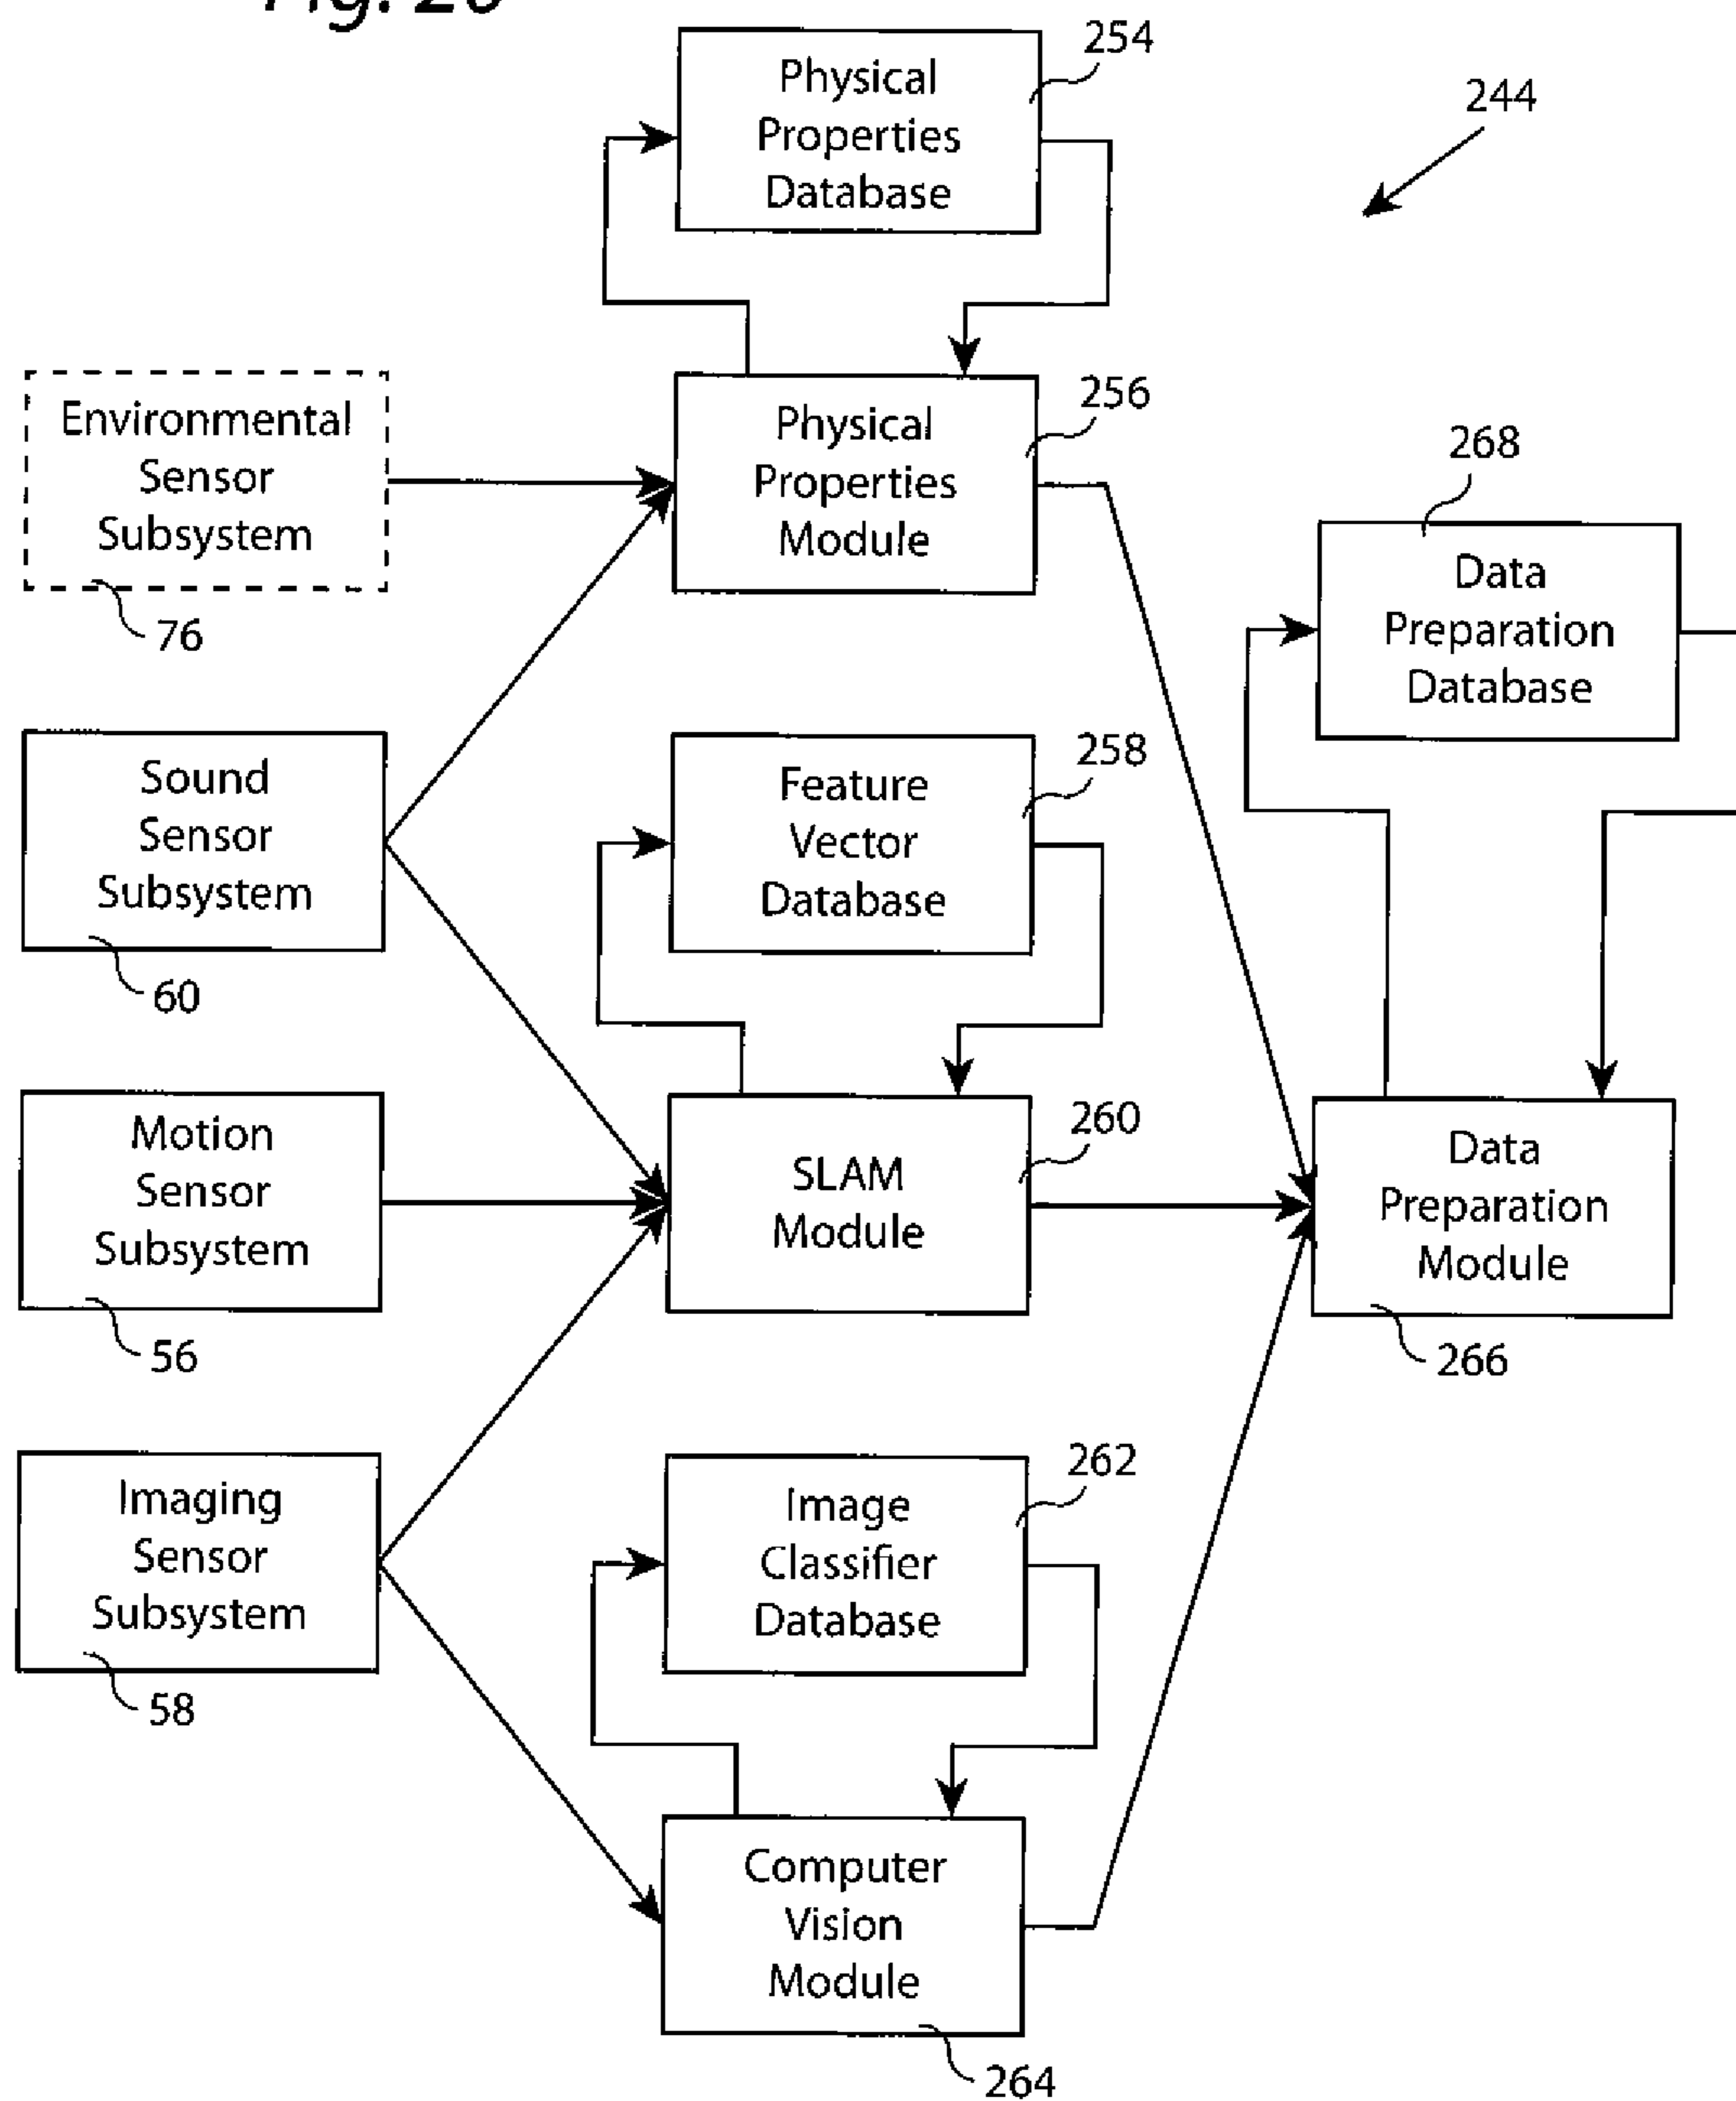 Physical
Properties
Database
254
244
Environmental
Sensor
Subsystem
76
Physical
Properties
Module
256
268
Data
Preparation
Database
Sound
Sensor
Subsystem
60
Feature
Vector
Database
258
Motion
Sensor
Subsystem
56
SLAM
Module
260
Data
Preparation
Module
266
Imaging
Sensor
Subsystem
58
Image
Classifier
Database
262
Computer
Vision
Module
264